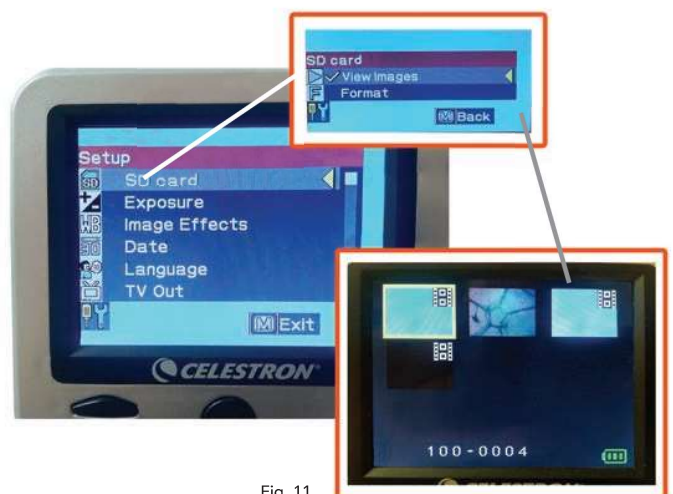 SD card
View Images
Format
M Back
Setup
SD card
Exposure
Image Effects
Date
Language
TV Out
M Exit
CELESTRON
100-0004
Fig. 11